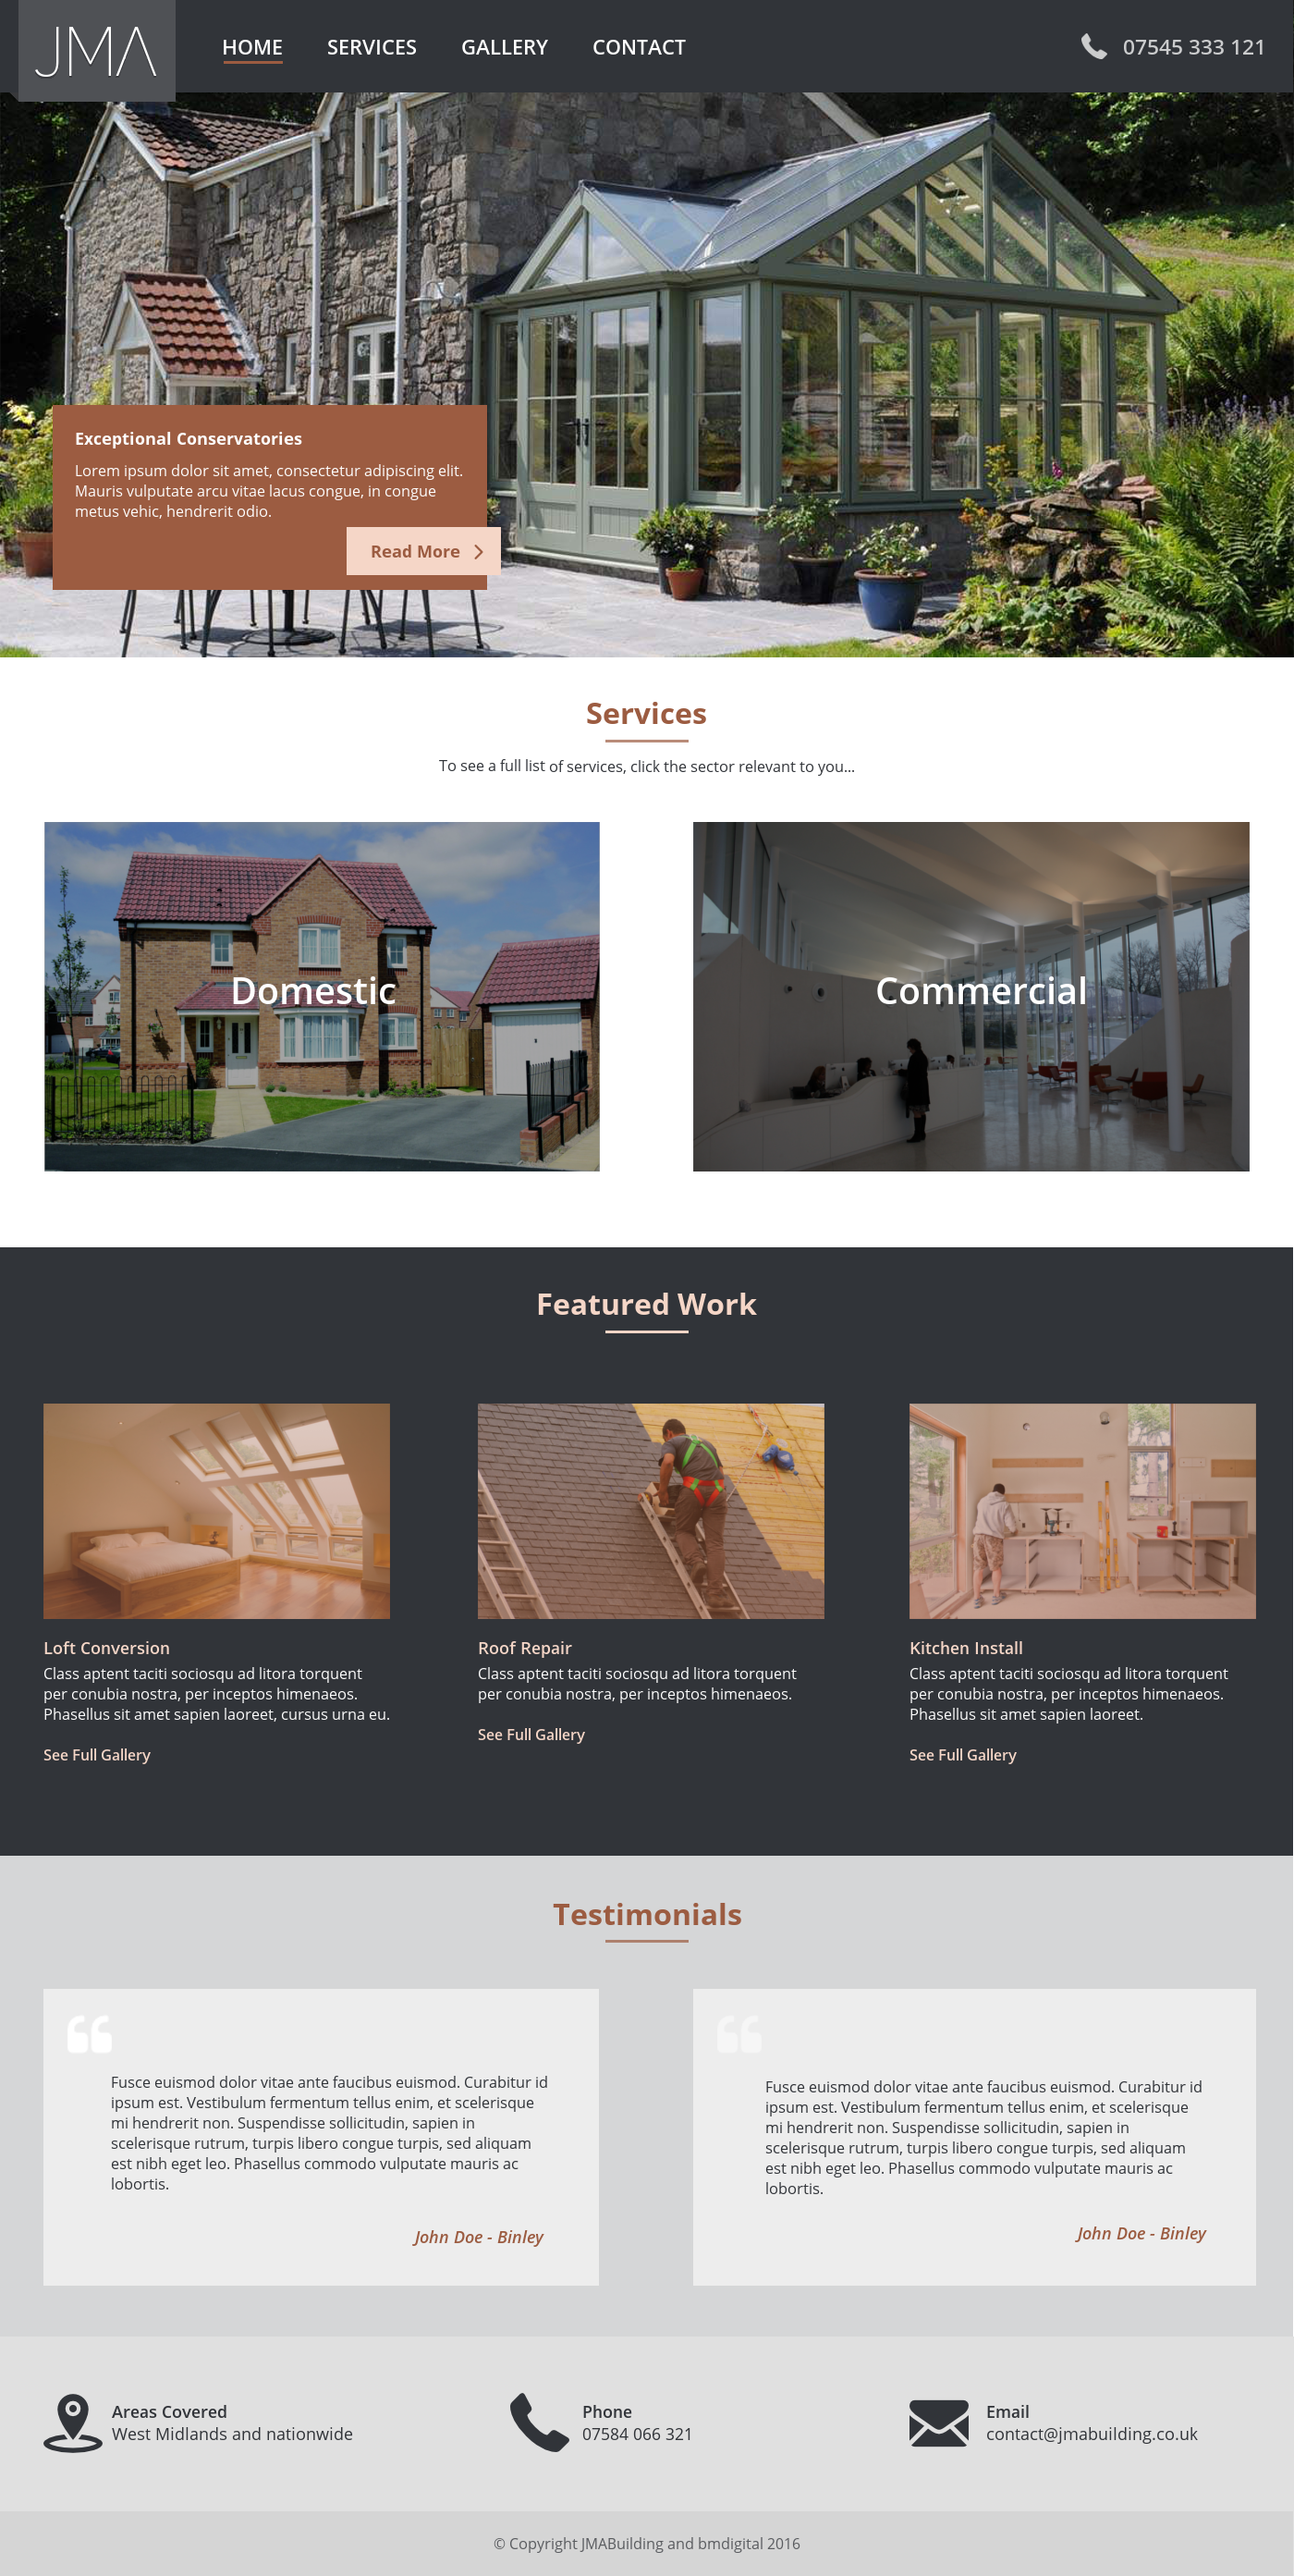 JMA
HOME SERVICES GALLERY CONTACT 07545 333 121
Exceptional Conservatories
Lorem ipsum dolor sit amet, consectetur adipiscing elit.
Mauris vulputate arcu vitae lacus congue, in congue
metus vehic, hendrerit odio.
Read More
Services
To see a full list of services, click the sector relevant to you...
Domestic
Commercial
Featured Work
Loft Conversion
Class aptent taciti sociosqu ad litora torquent
per conubia nostra, per inceptos himenaeos.
Phasellus sit amet sapien laoreet, cursus urna eu.
See Full Gallery
Roof Repair
Class aptent taciti sociosqu ad litora torquent
per conubia nostra, per inceptos himenaeos.
See Full Gallery
Kitchen Install
Class aptent taciti sociosqu ad litora torquent
per conubia nostra, per inceptos himenaeos.
Phasellus sit amet sapien laoreet.
See Full Gallery
Testimonials
“
Fusce euismod dolor vitae ante faucibus euismod. Curabitur id
ipsum est. Vestibulum fermentum tellus enim, et scelerisque
mi hendrerit non. Suspendisse sollicitudin, sapien in
scelerisque rutrum, turpis libero congue turpis, sed aliquam
est nibh eget leo. Phasellus commodo vulputate mauris ac
lobortis.
John Doe - Binley
“
Fusce euismod dolor vitae ante faucibus euismod. Curabitur id
ipsum est. Vestibulum fermentum tellus enim, et scelerisque
mi hendrerit non. Suspendisse sollicitudin, sapien in
scelerisque rutrum, turpis libero congue turpis, sed aliquam
est nibh eget leo. Phasellus commodo vulputate mauris ac
lobortis.
John Doe - Binley
Areas Covered
West Midlands and nationwide
Phone
07584 066 321
Email
contact@jmabuilding.co.uk
© Copyright JMABuilding and bmdigital 2016